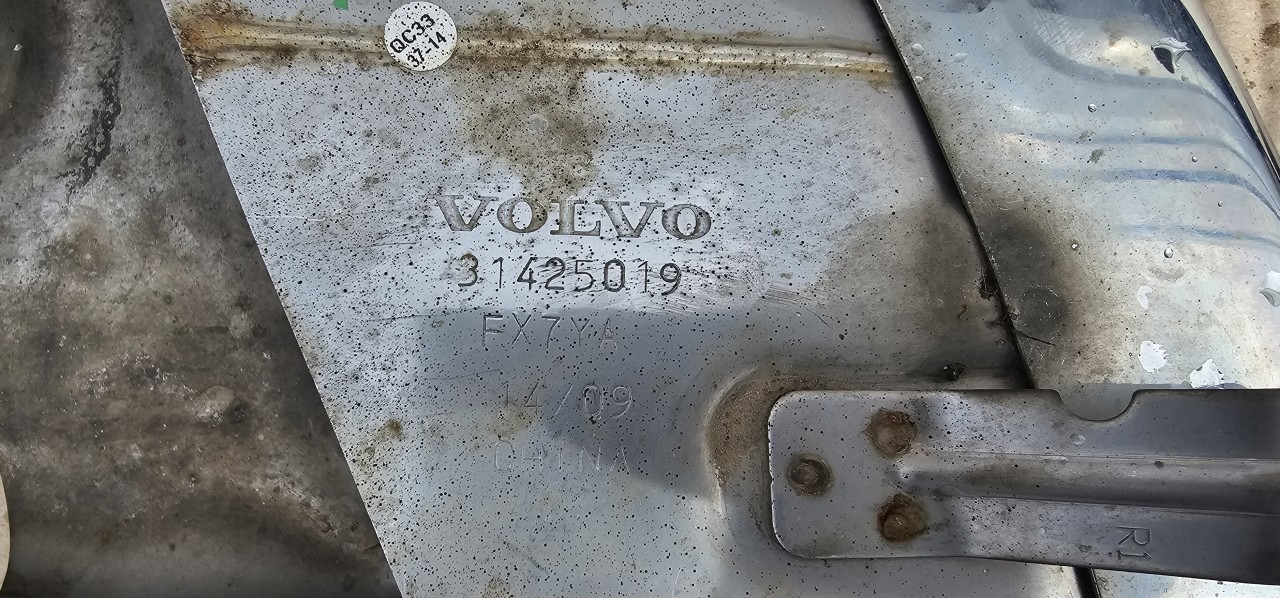 QC33
37-14
VOLVO
31425019
FX7YA
14/09
CHINA
R1